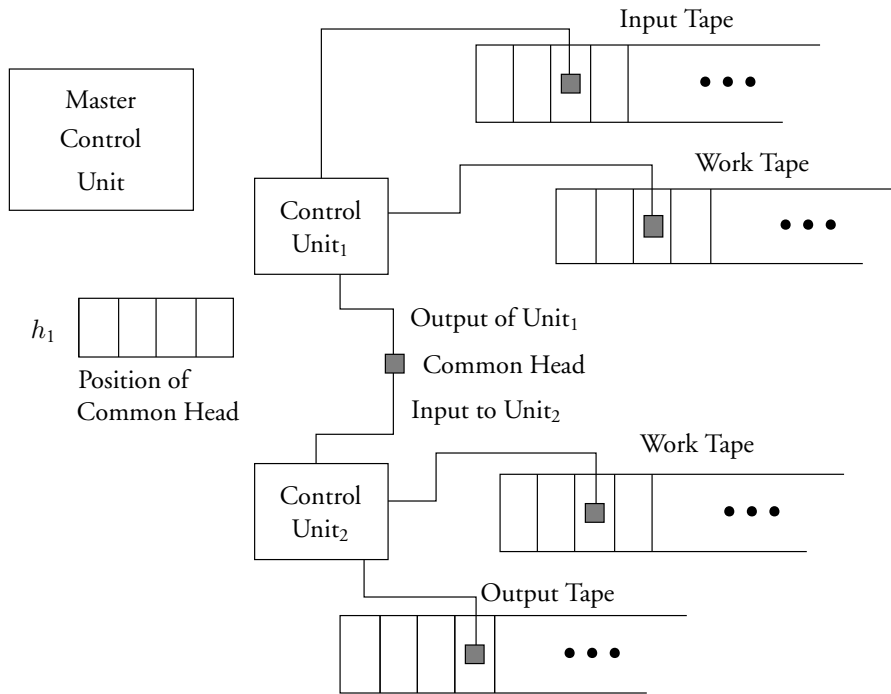 Input Tape
Master
Control
Unit
Work Tape
Control
Unit₁
h₁
Output of Unit₁
Position of
Common Head
Common Head
Input to Unit₂
Work Tape
Control
Unit₂
Output Tape